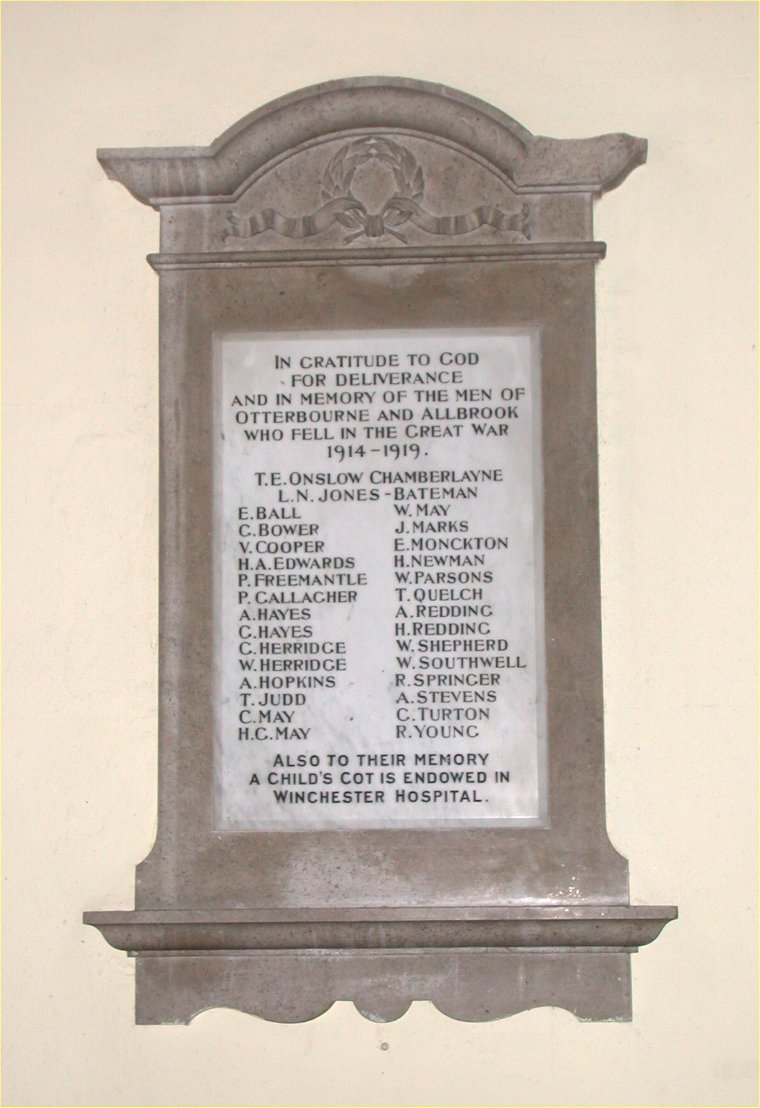 IN GRATITUDE TO GOD
FOR DELIVERANCE
AND IN MEMORY OF THE MEN OF
OTTERBOURNE AND ALLBROOK
WHO FELL IN THE GREAT WAR
1914-1919.
T.E. ONSLOW CHAMBERLAYNE
L.N. JONES-BATEMAN
E. BALL
G. BOWER
V. COOPER
H.A. EDWARDS
P. FREEMANTLE
P. GALLAGHER
A. HAYES
G. HAYES
G. HERRIDGE
W. HERRIDGE
A. HOPKINS
T. JUDD
C. MAY
H.G. MAY
W. MAY
J. MARKS
E. MONCKTON
H. NEWMAN
W. PARSONS
T. QUELCH
A. REDDING
H. REDDING
W. SHEPHERD
W. SOUTHWELL
R. SPRINGER
A. STEVENS
G. TURTON
R. YOUNG
ALSO TO THEIR MEMORY
A CHILD'S COT IS ENDOWED IN
WINCHESTER HOSPITAL.